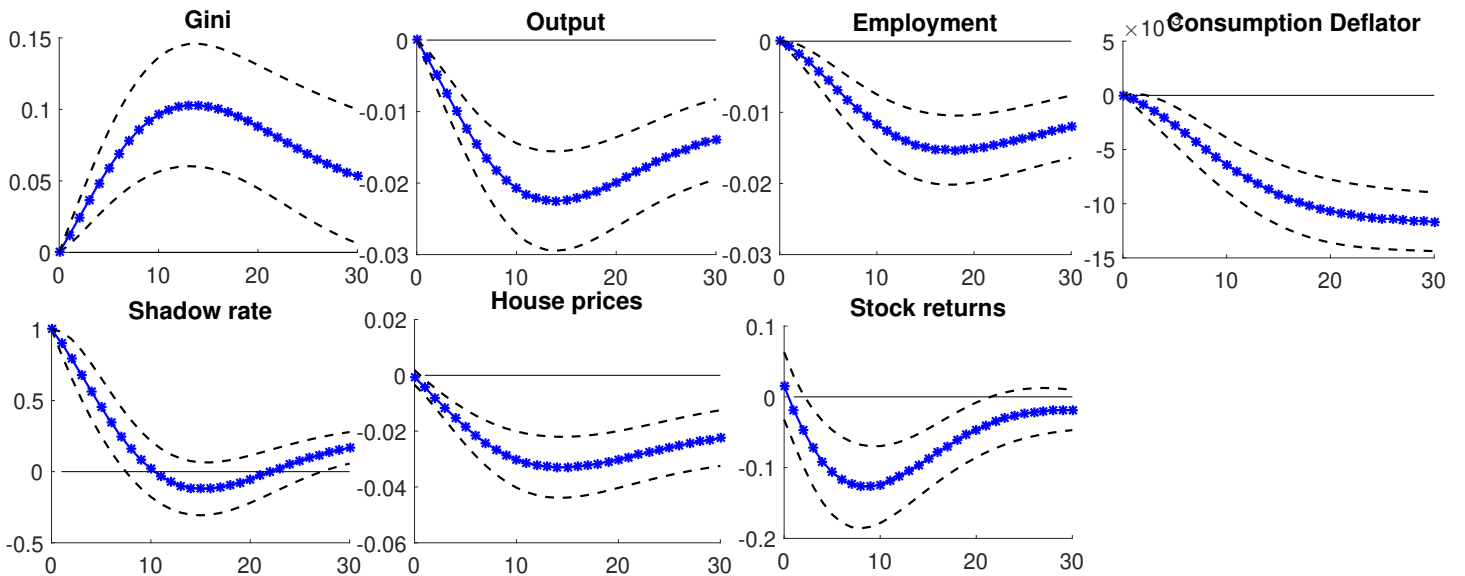 Gini
0.15
0.1
0.05
0
0 10 20 30
Output
0
-0.01
-0.02
-0.03
0 10 20 30
Employment
0
-0.01
-0.02
-0.03
0 10 20 30
Consumption Deflator
5
0
-5
-10
-15
0 10 20 30
Shadow rate
1
0.5
0
-0.5
0 10 20 30
House prices
0.02
0
-0.02
-0.04
-0.06
0 10 20 30
Stock returns
0.1
0
-0.1
-0.2
0 10 20 30